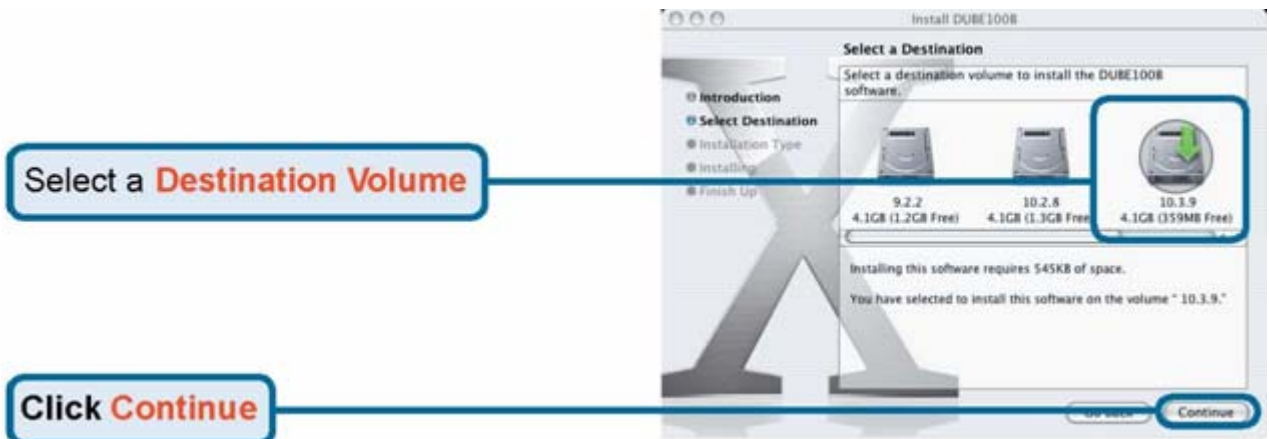 Install DUBE100B
Select a Destination
Select a destination volume to install the DUBE100B
software.
Introduction
Select Destination
Installation Type
Installing
Finish Up
9.2.2
4.1GB (1.2GB Free)
10.2.8
4.1GB (1.3GB Free
10.3.9
4.1GB (359MB Free)
Select a Destination Volume
Installing this software requires 545KB of space.
You have selected to install this software on the volume " 10.3.9."
Click Continue
Go Back
Continue